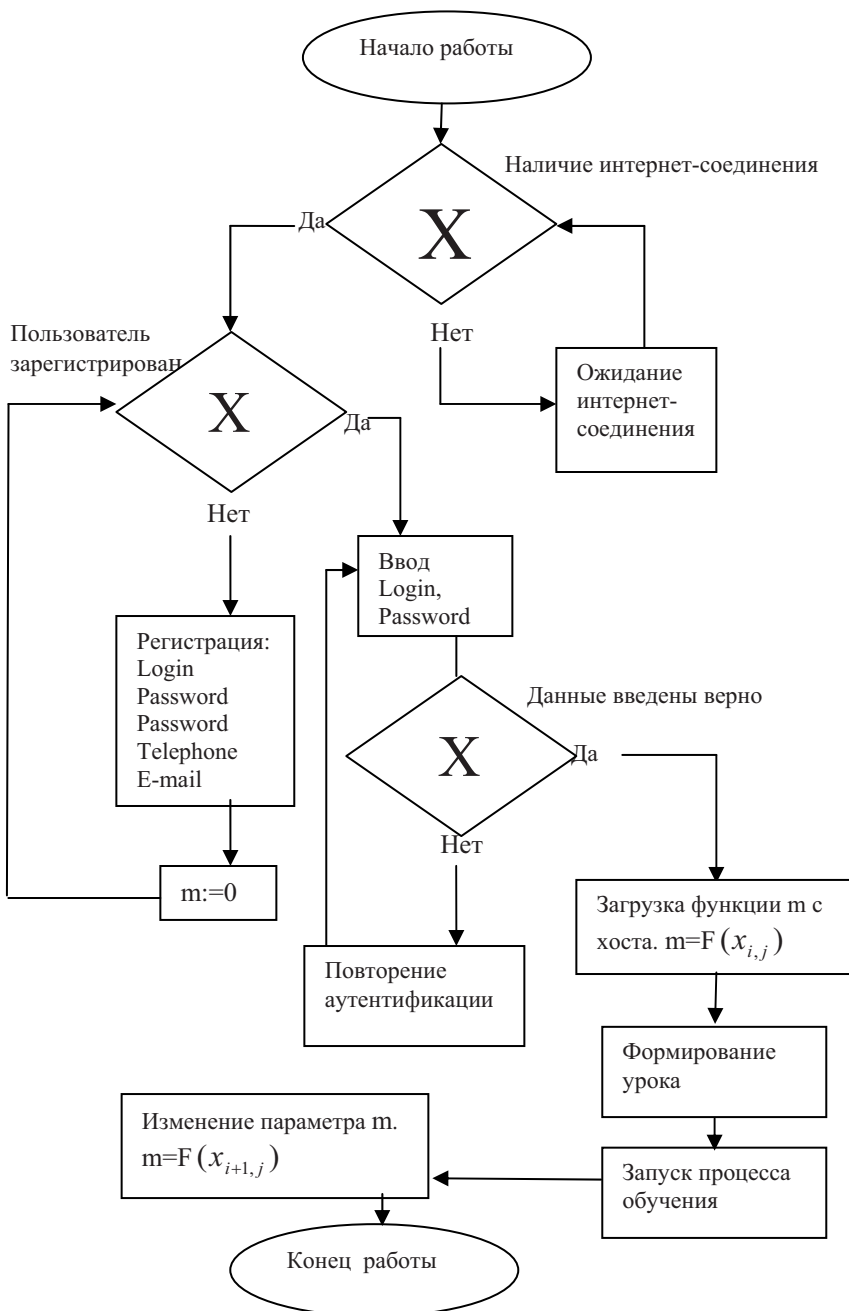 Начало работы
Наличие интернет-соединения
X
Да
Нет
Ожидание
интернет-
соединения
Пользователь
зарегистрирован
X
Да
Нет
Ввод
Login,
Password
Регистрация:
Login
Password
Password
Telephone
E-mail
m:=0
Данные введены верно
X
Да
Нет
Повторение
аутентификации
Загрузка функции m с
хоста. m=F(x_{i,j})
Формирование
урока
Запуск процесса
обучения
Изменение параметра m.
m=F(x_{i+1,j})
Конец работы